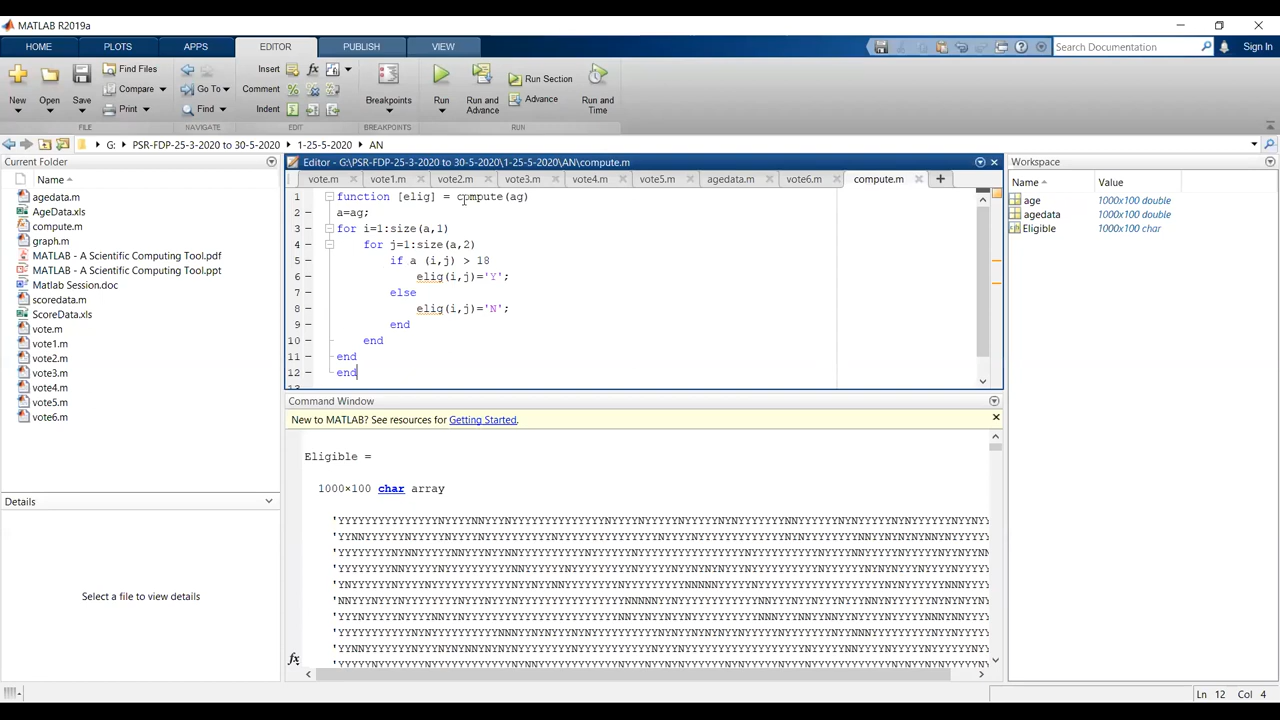 MATLAB R2019a
HOME PLOTS APPS EDITOR PUBLISH VIEW Search Documentation Sign In
New Open Save Find Files Compare Print Go To Find Insert Comment Indent fx Breakpoints Run Run and Advance Run Section Advance Run and Time
FILE NAVIGATE EDIT BREAKPOINTS RUN
G: PSR-FDP-25-3-2020 to 30-5-2020 1-25-5-2020 AN
Current Folder
Name
agedata.m
AgeData.xls
compute.m
graph.m
MATLAB - A Scientific Computing Tool.pdf
MATLAB - A Scientific Computing Tool.ppt
Matlab Session.doc
scoredata.m
ScoreData.xls
vote.m
vote1.m
vote2.m
vote3.m
vote4.m
vote5.m
vote6.m
Details
Select a file to view details
Editor - G:\PSR-FDP-25-3-2020 to 30-5-2020\1-25-5-2020\AN\compute.m
vote.m vote1.m vote2.m vote3.m vote4.m vote5.m agedata.m vote6.m compute.m
1 function [elig] = compute(ag)
2 a=ag;
3 for i=1:size(a,1)
4 for j=1:size(a,2)
5 if a (i,j) > 18
6 elig(i,j)='Y';
7 else
8 elig(i,j)='N';
9 end
10 end
11 end
12 end
Command Window
New to MATLAB? See resources for Getting Started.
Eligible =
1000×100 char array
fx
Workspace
Name Value
age 1000x100 double
agedata 1000x100 double
Eligible 1000x100 char
Ln 12 Col 4